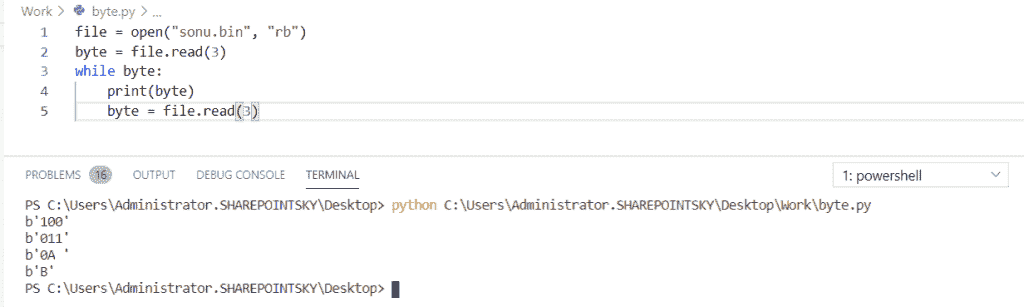 Work > byte.py > ...
1 file = open("sonu.bin", "rb")
2 byte = file.read(3)
3 while byte:
4     print(byte)
5     byte = file.read(3)
PROBLEMS 16 OUTPUT DEBUG CONSOLE TERMINAL 1: powershell
PS C:\Users\Administrator.SHAREPOINTSKY\Desktop> python C:\Users\Administrator.SHAREPOINTSKY\Desktop\Work\byte.py
b'100'
b'011'
b'0A '
b'B'
PS C:\Users\Administrator.SHAREPOINTSKY\Desktop>